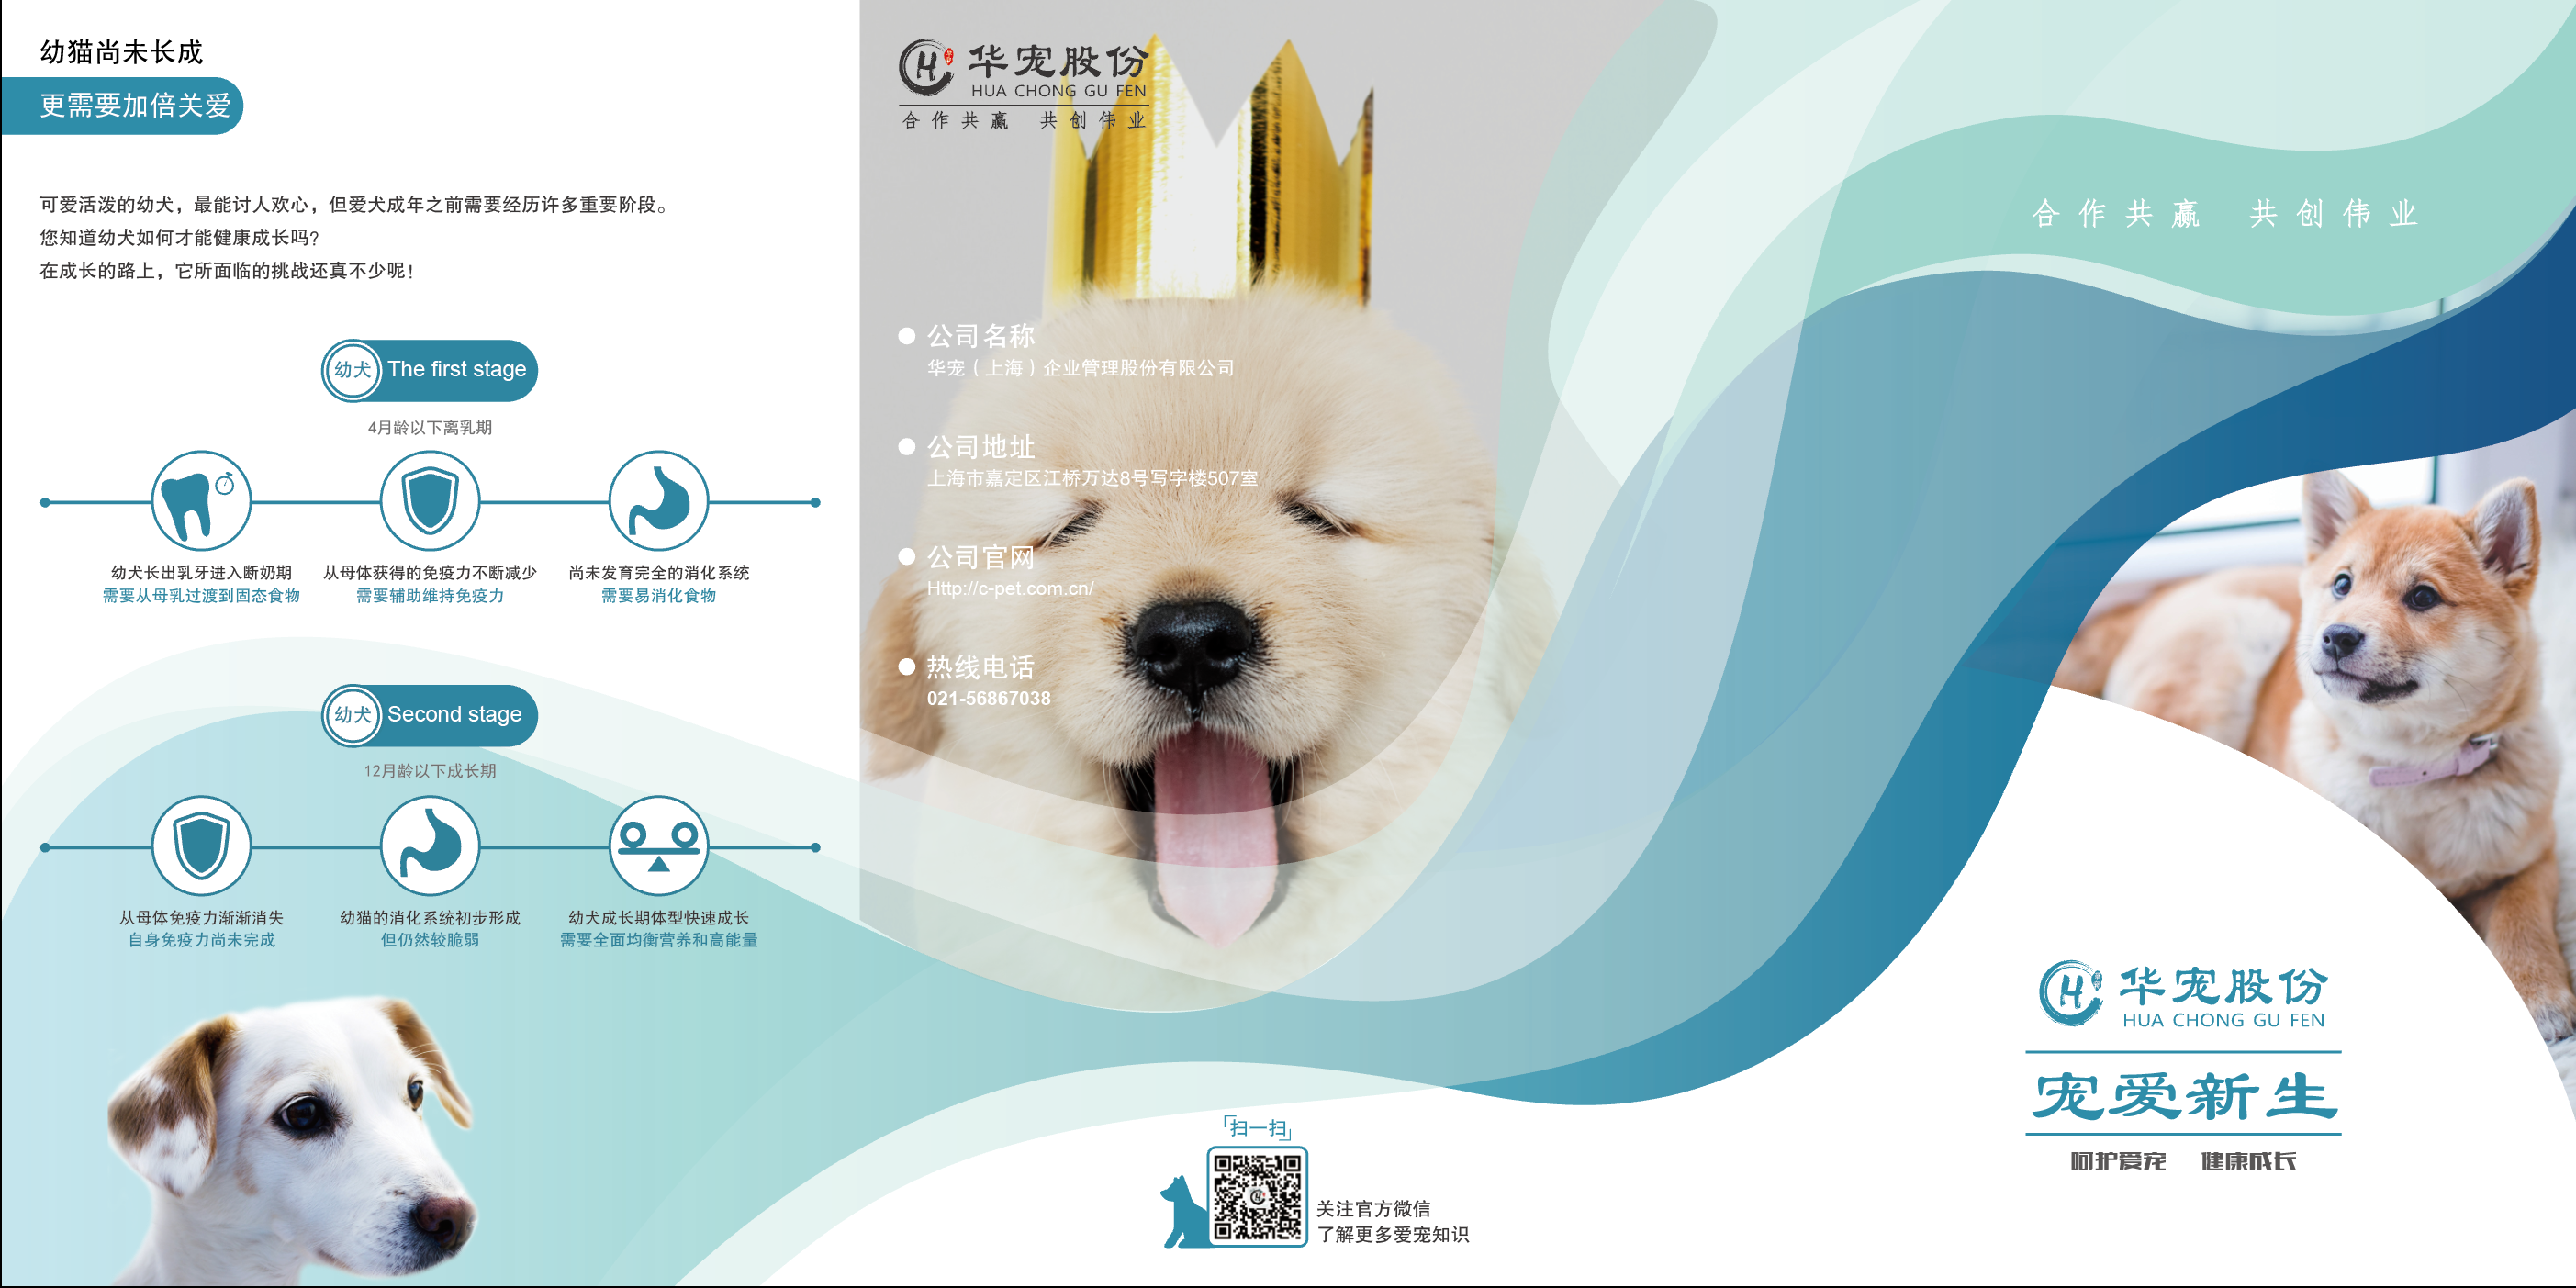 幼猫尚未长成
更需要加倍关爱
可爱活泼的幼犬，最能讨人欢心，但爱犬成年之前需要经历许多重要阶段。
您知道幼犬如何才能健康成长吗？
在成长的路上，它所面临的挑战还真不少呢！
幼犬 The first stage
4月龄以下离乳期
幼犬长出乳牙进入断奶期
需要从母乳过渡到固态食物
从母体获得的免疫力不断减少
需要辅助维持免疫力
尚未发育完全的消化系统
需要易消化食物
幼犬 Second stage
12月龄以下成长期
从母体免疫力渐渐消失
自身免疫力尚未完成
幼猫的消化系统初步形成
但仍然较脆弱
幼犬成长期体型快速成长
需要全面均衡营养和高能量
华宠股份
HUA CHONG GU FEN
合作共赢 共创伟业
公司名称
华宠（上海）企业管理股份有限公司
公司地址
上海市嘉定区江桥万达8号写字楼507室
公司官网
Http://c-pet.com.cn/
热线电话
021-56867038
「扫一扫」
关注官方微信
了解更多爱宠知识
合作共赢 共创伟业
华宠股份
HUA CHONG GU FEN
宠爱新生
呵护爱宠 健康成长